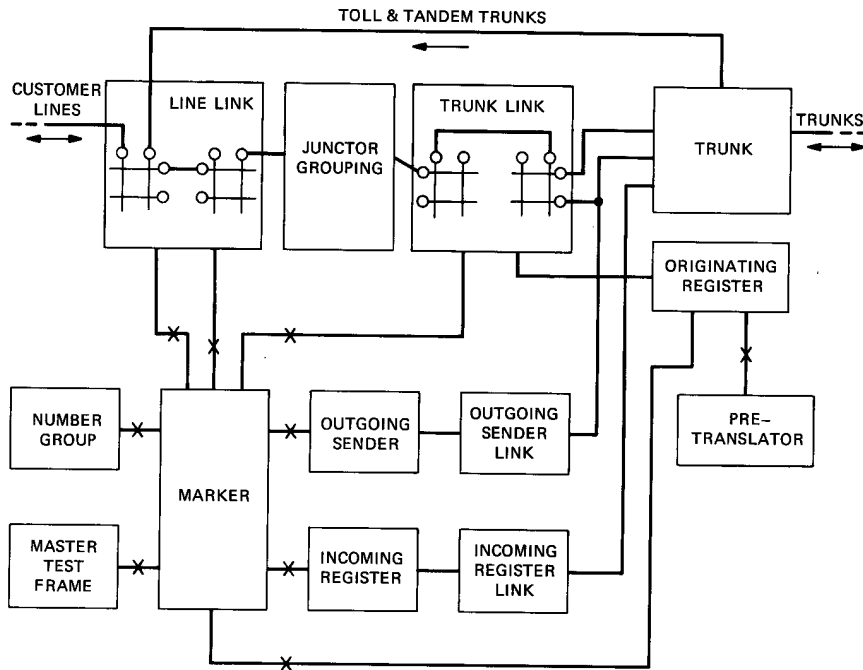 TOLL & TANDEM TRUNKS
CUSTOMER
LINES
LINE LINK
JUNCTOR
GROUPING
TRUNK LINK
TRUNK
TRUNKS
ORIGINATING
REGISTER
NUMBER
GROUP
MARKER
OUTGOING
SENDER
OUTGOING
SENDER
LINK
PRE-
TRANSLATOR
MASTER
TEST
FRAME
INCOMING
REGISTER
INCOMING
REGISTER
LINK